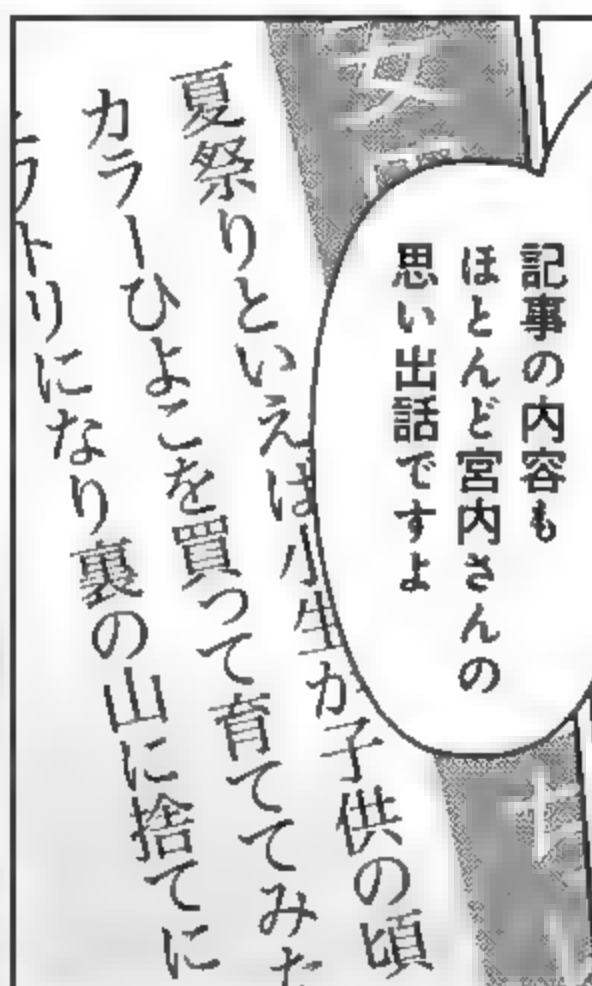 記事の内容も
ほとんど宮内さんの
思い出話ですよ
夏祭りといえば小生が子供の頃
カラーひよこを買って育ててみた
ワトリになり裏の山に捨てに
女